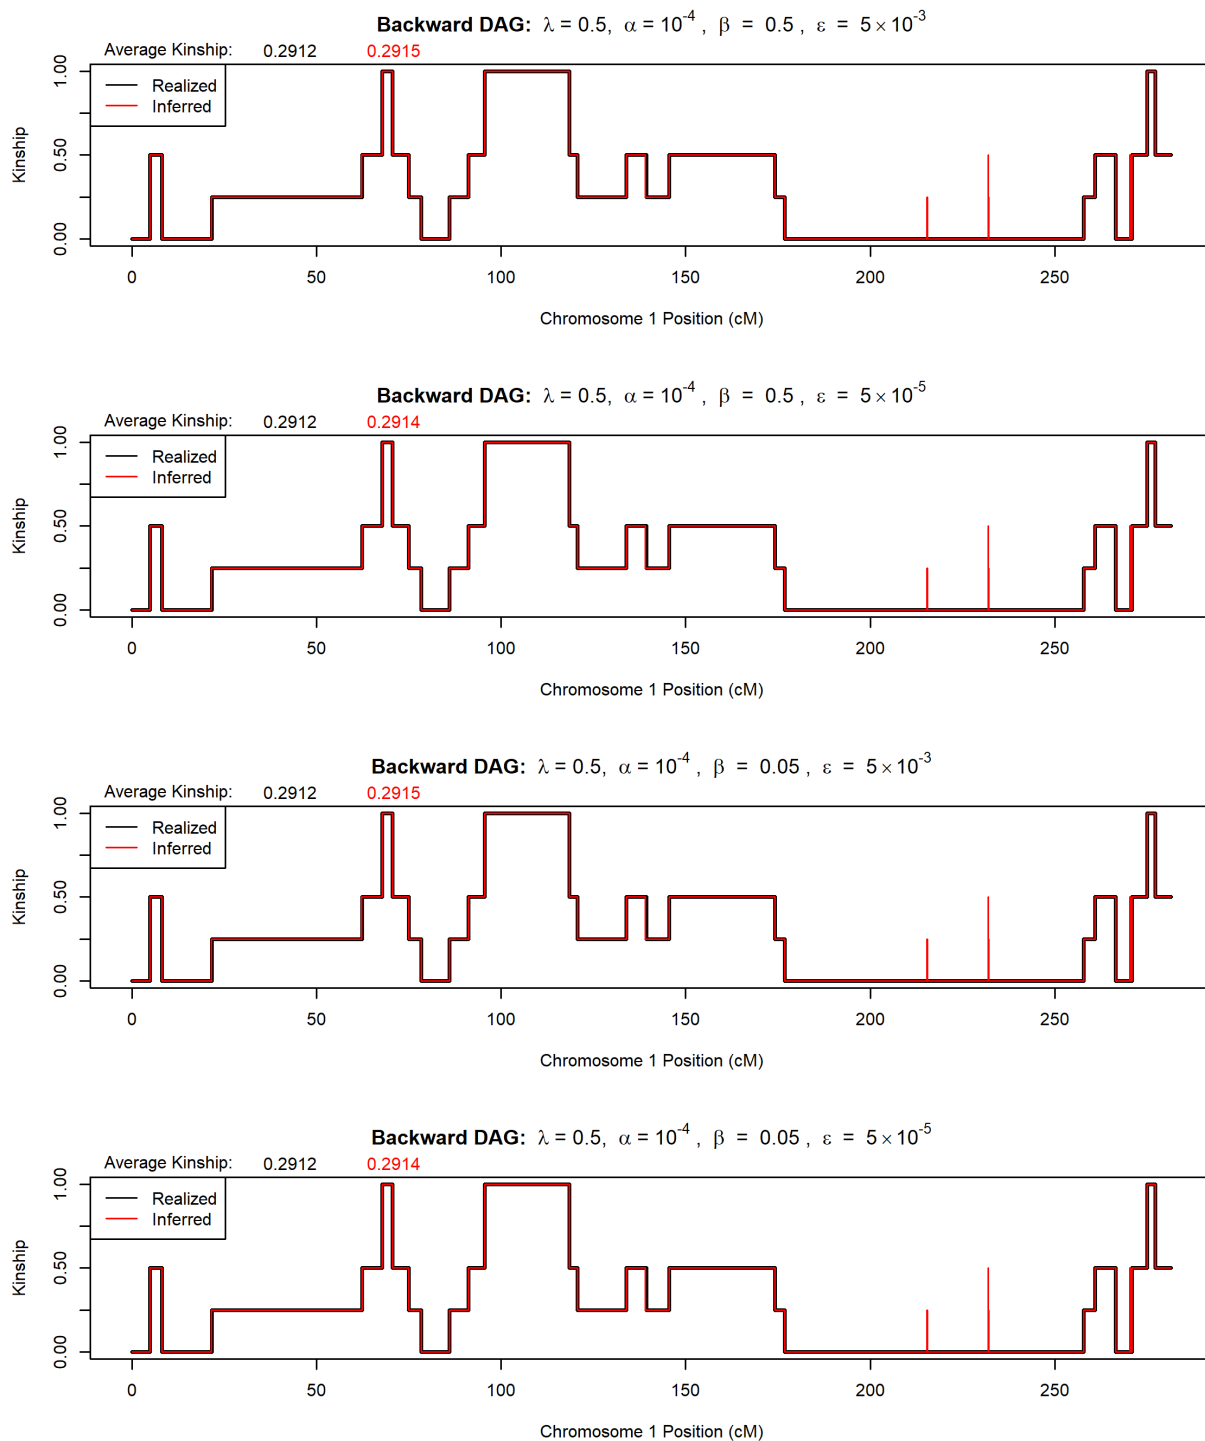 Backward DAG: λ = 0.5, α = 10^-4 , β = 0.5 , ε = 5 × 10^-3
Average Kinship: 0.2912 0.2915
Realized
Inferred
Kinship
1.00
0.50
0.00
0 50 100 150 200 250
Chromosome 1 Position (cM)
Backward DAG: λ = 0.5, α = 10^-4 , β = 0.5 , ε = 5 × 10^-5
Average Kinship: 0.2912 0.2914
Realized
Inferred
Kinship
1.00
0.50
0.00
0 50 100 150 200 250
Chromosome 1 Position (cM)
Backward DAG: λ = 0.5, α = 10^-4 , β = 0.05 , ε = 5 × 10^-3
Average Kinship: 0.2912 0.2915
Realized
Inferred
Kinship
1.00
0.50
0.00
0 50 100 150 200 250
Chromosome 1 Position (cM)
Backward DAG: λ = 0.5, α = 10^-4 , β = 0.05 , ε = 5 × 10^-5
Average Kinship: 0.2912 0.2914
Realized
Inferred
Kinship
1.00
0.50
0.00
0 50 100 150 200 250
Chromosome 1 Position (cM)